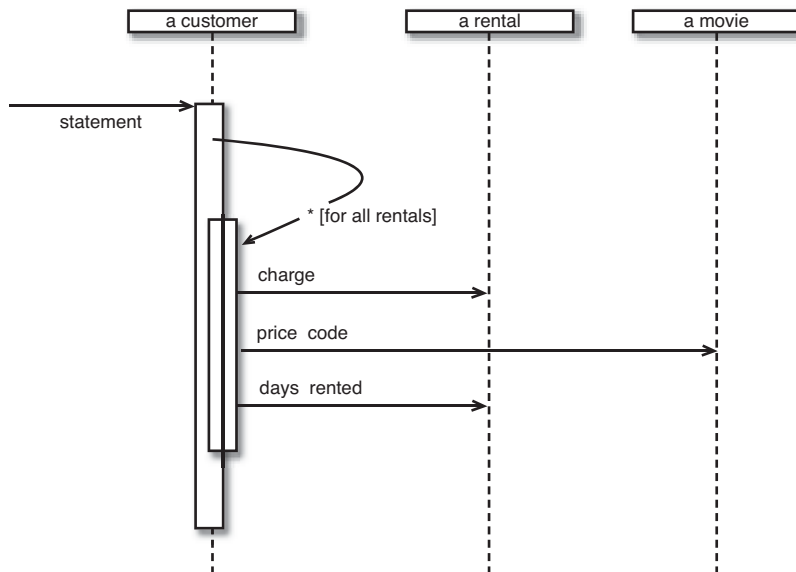 a customer
a rental
a movie
statement
* [for all rentals]
charge
price code
days rented